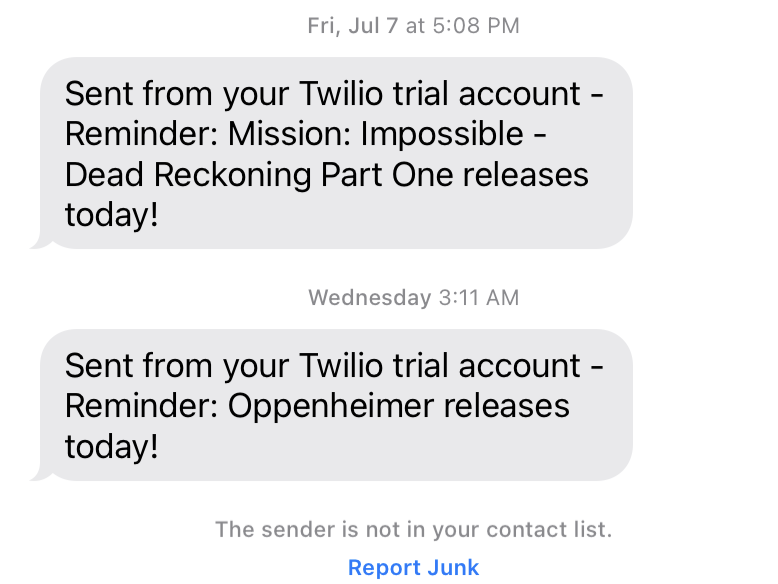 Fri, Jul 7 at 5:08 PM
Sent from your Twilio trial account -
Reminder: Mission: Impossible -
Dead Reckoning Part One releases
today!
Wednesday 3:11 AM
Sent from your Twilio trial account -
Reminder: Oppenheimer releases
today!
The sender is not in your contact list.
Report Junk